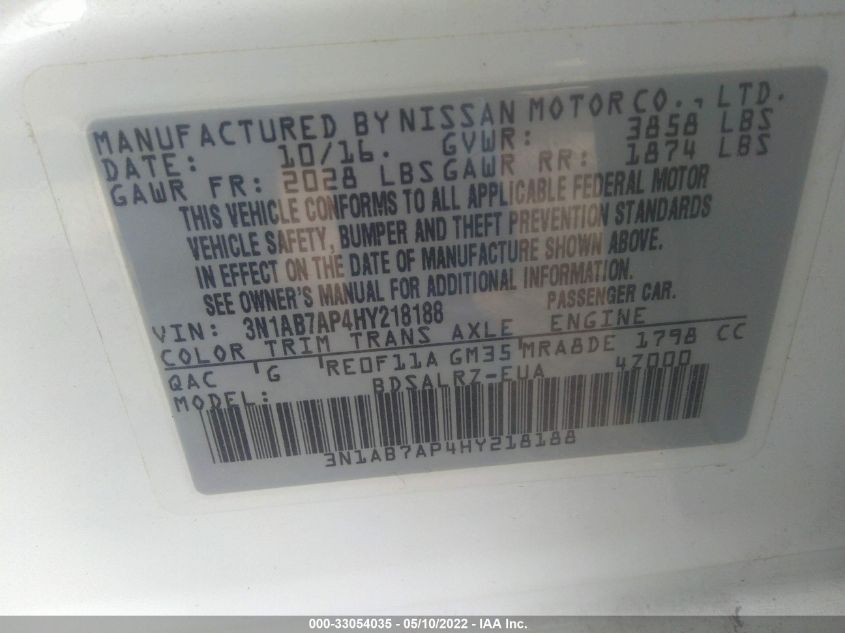 MANUFACTURED BY NISSAN MOTOR CO., LTD.
DATE: 10/16. GVWR: 3858 LBS
GAWR FR: 2028 LBS GAWR RR: 1874 LBS
THIS VEHICLE CONFORMS TO ALL APPLICABLE FEDERAL MOTOR
VEHICLE SAFETY, BUMPER AND THEFT PREVENTION STANDARDS
IN EFFECT ON THE DATE OF MANUFACTURE SHOWN ABOVE.
SEE OWNER'S MANUAL FOR ADDITIONAL INFORMATION.
VIN: 3N1AB7AP4HY218188 PASSENGER CAR.
COLOR TRIM TRANS AXLE ENGINE
QAC G RE0F11A GM35 MRA8DE 1798 CC
MODEL: BDSALRZ-EUA 4Z000
3N1AB7AP4HY218188
000-33054035 - 05/10/2022 - IAA Inc.